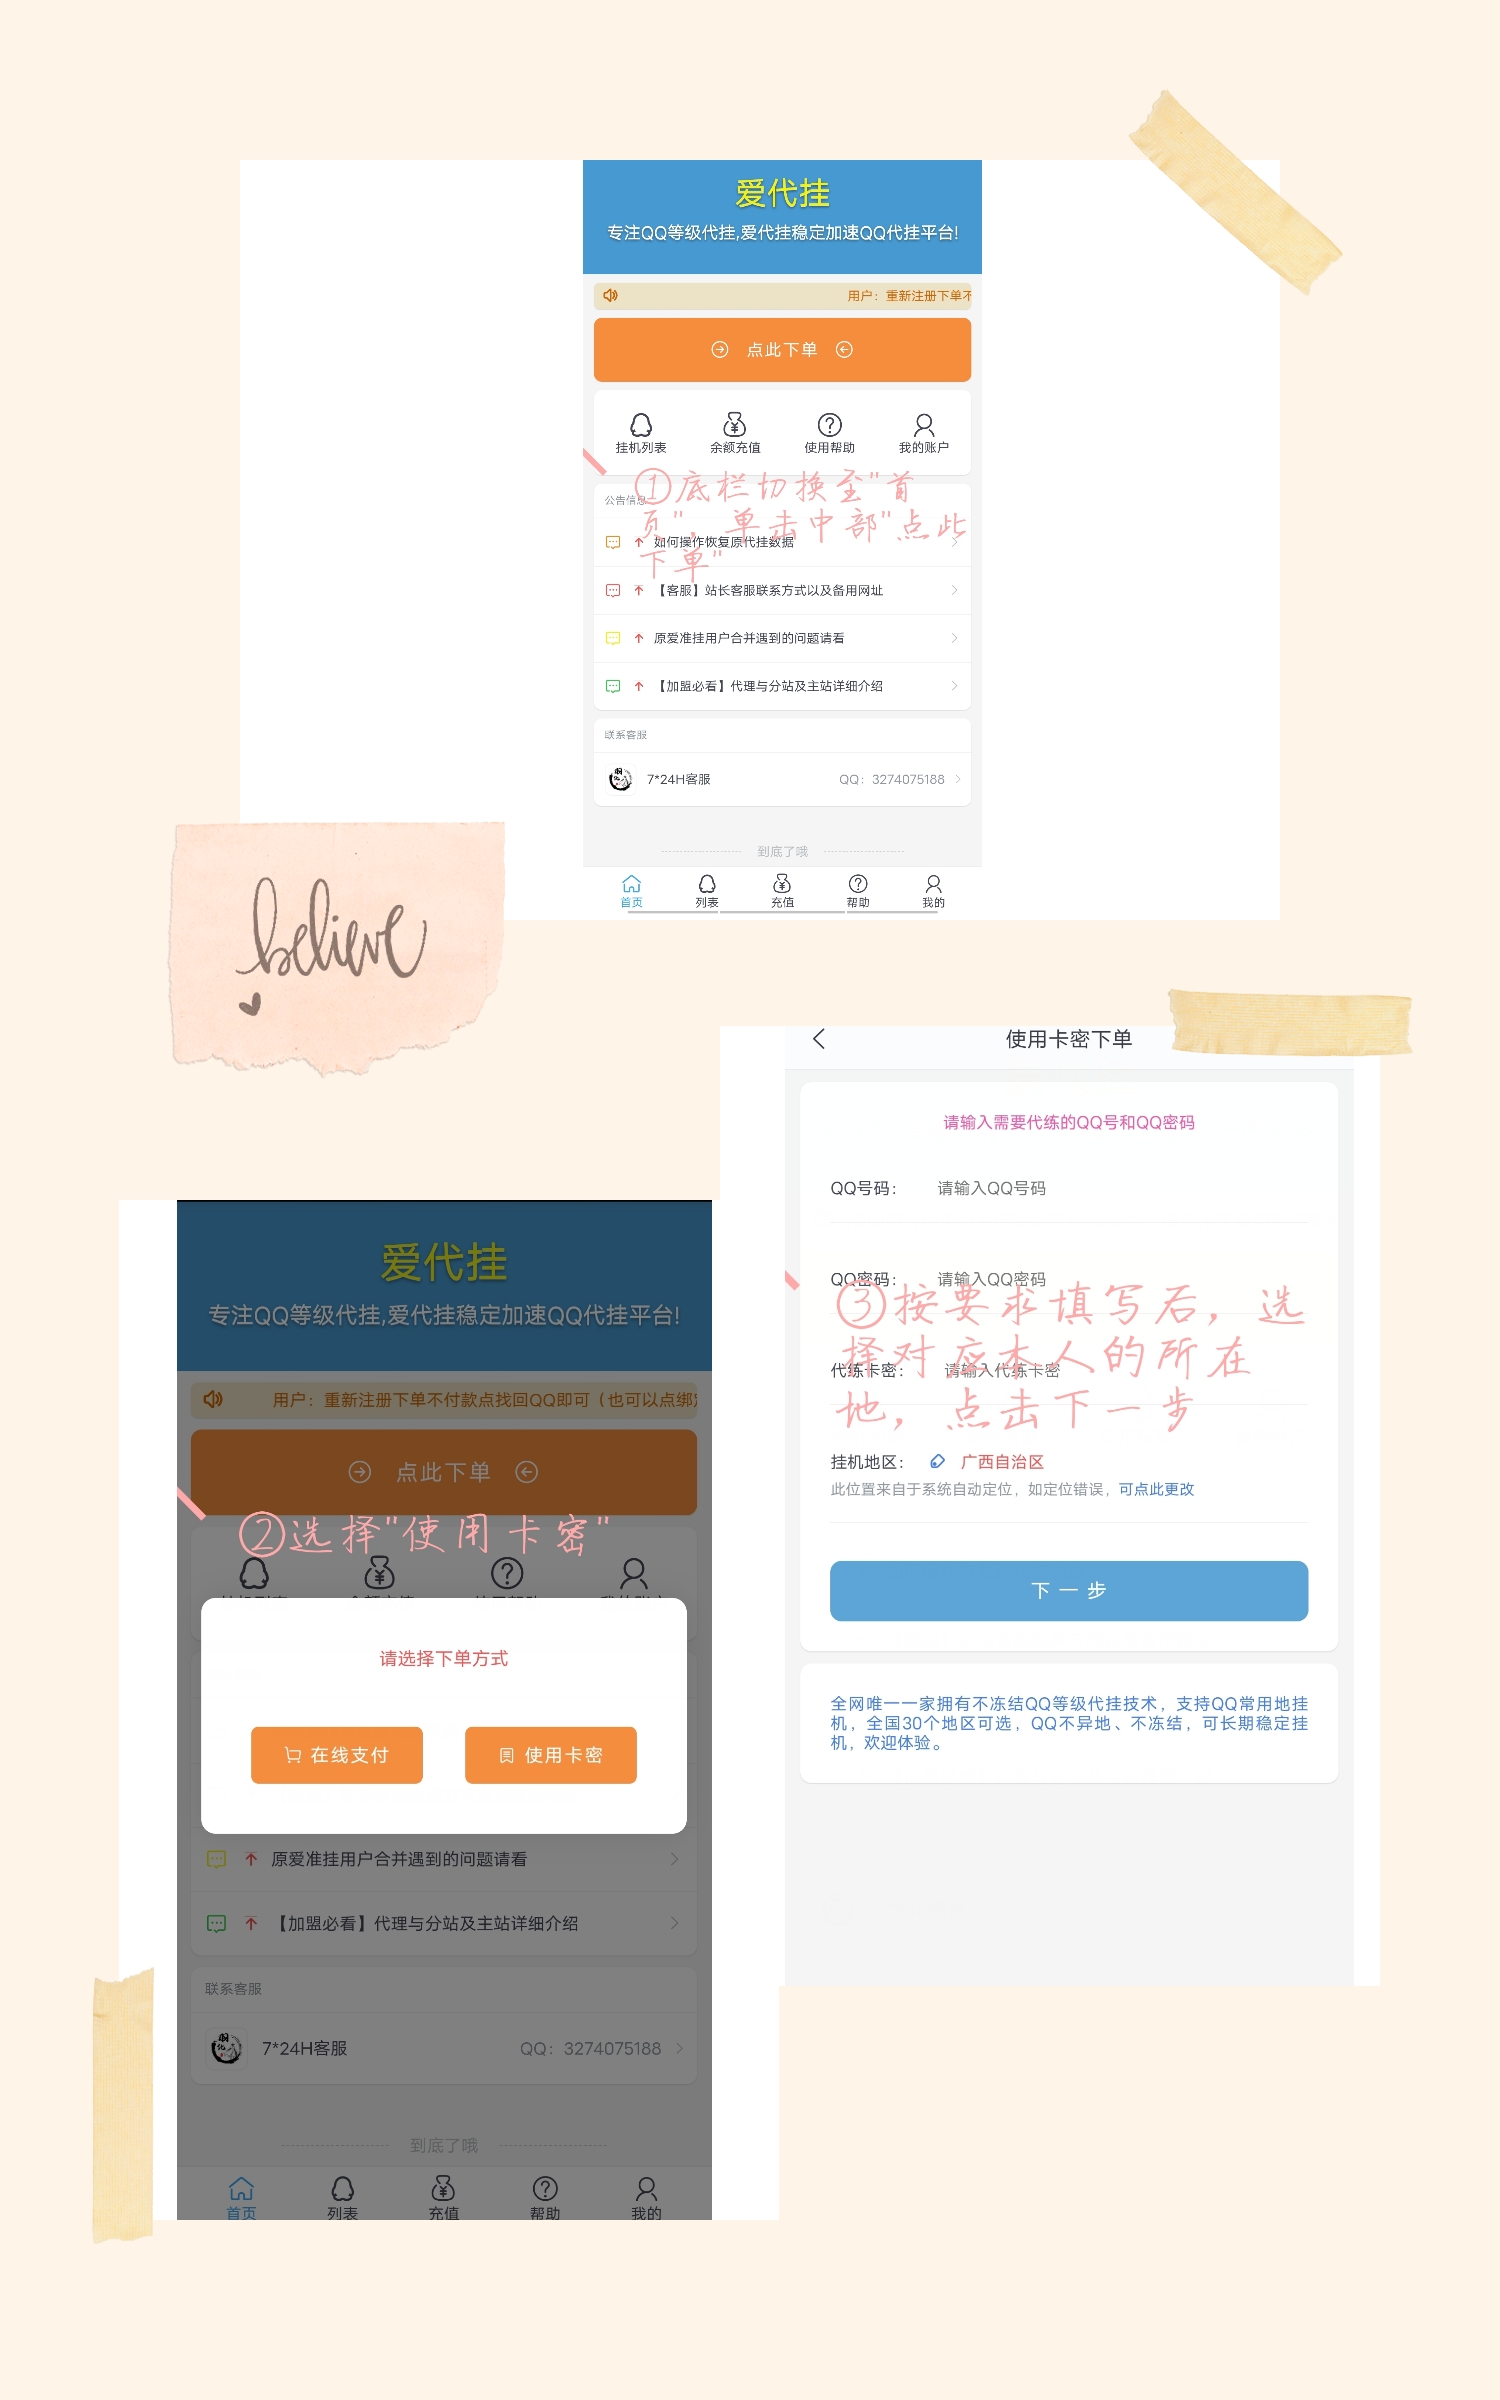 爱代挂
专注QQ等级代挂,爱代挂稳定加速QQ代挂平台!
用户：重新注册下单不
点此下单
挂机列表
余额充值
使用帮助
我的账户
①底栏切换至"首
页"，单击中部"点此
下单"
公告信息
如何操作恢复原代挂数据
【客服】站长客服联系方式以及备用网址
原爱准挂用户合并遇到的问题请看
【加盟必看】代理与分站及主站详细介绍
联系客服
7*24H客服
QQ：3274075188
到底了哦
首页
列表
充值
帮助
我的
believe
使用卡密下单
请输入需要代练的QQ号和QQ密码
QQ号码：
请输入QQ号码
QQ密码：
请输入QQ密码
③按要求填写后，选
择对应本人的所在
地，点击下一步
代练卡密：
请输入代练卡密
挂机地区：
广西自治区
此位置来自于系统自动定位，如定位错误，可点此更改
下一步
全网唯一一家拥有不冻结QQ等级代挂技术，支持QQ常用地挂
机，全国30个地区可选，QQ不异地、不冻结，可长期稳定挂
机，欢迎体验。
爱代挂
专注QQ等级代挂,爱代挂稳定加速QQ代挂平台!
用户：重新注册下单不付款点找回QQ即可（也可以点绑
点此下单
②选择"使用卡密"
请选择下单方式
在线支付
使用卡密
原爱准挂用户合并遇到的问题请看
【加盟必看】代理与分站及主站详细介绍
联系客服
7*24H客服
QQ：3274075188
到底了哦
首页
列表
充值
帮助
我的